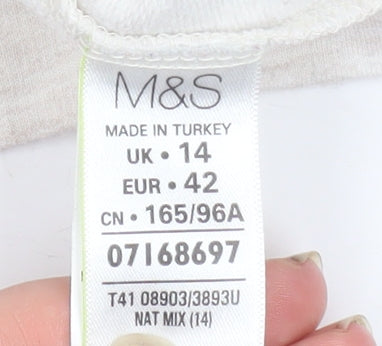 M&S
MADE IN TURKEY
UK • 14
EUR • 42
CN • 165/96A
07168697
T41 08903/3893U
NAT MIX (14)